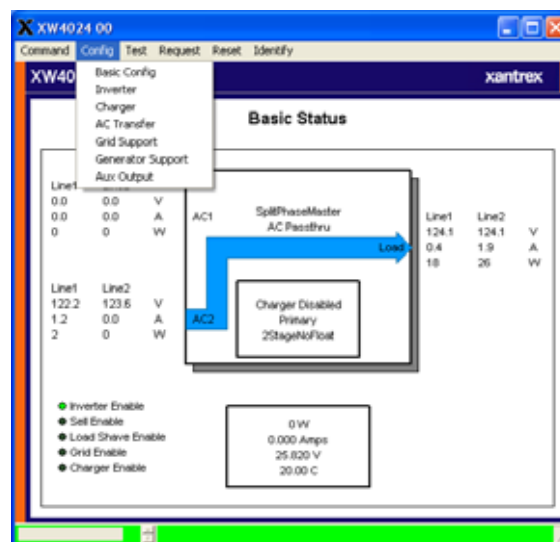 XW4024 00
Command Config Test Request Reset Identify
XW40
xantrex
Basic Config
Inverter
Charger
AC Transfer
Grid Support
Generator Support
Aux Output
Basic Status
Line1
0.0 0.0 V
0.0 0.0 A
0 0 W
AC1
SplitPhaseMaster
AC Passthru
Load
Line1 Line2
124.1 124.1 V
0.4 1.9 A
18 26 W
Line1 Line2
122.2 123.6 V
1.2 0.0 A
2 0 W
AC2
Charger Disabled
Primary
2StageNoFloat
Inverter Enable
Sell Enable
Load Shave Enable
Grid Enable
Charger Enable
0 W
0.000 Amps
25.820 V
20.00 C